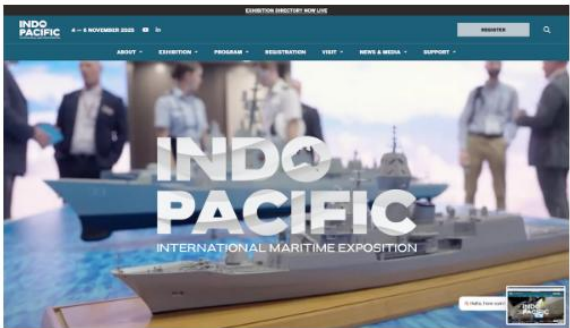 EXHIBITION DIRECTORY NOW LIVE
INDO
PACIFIC
4 — 6 NOVEMBER 2025
in
REGISTER
ABOUT
EXHIBITION
PROGRAM
REGISTRATION
VISIT
NEWS & MEDIA
SUPPORT
INDO
PACIFIC
INTERNATIONAL MARITIME EXPOSITION